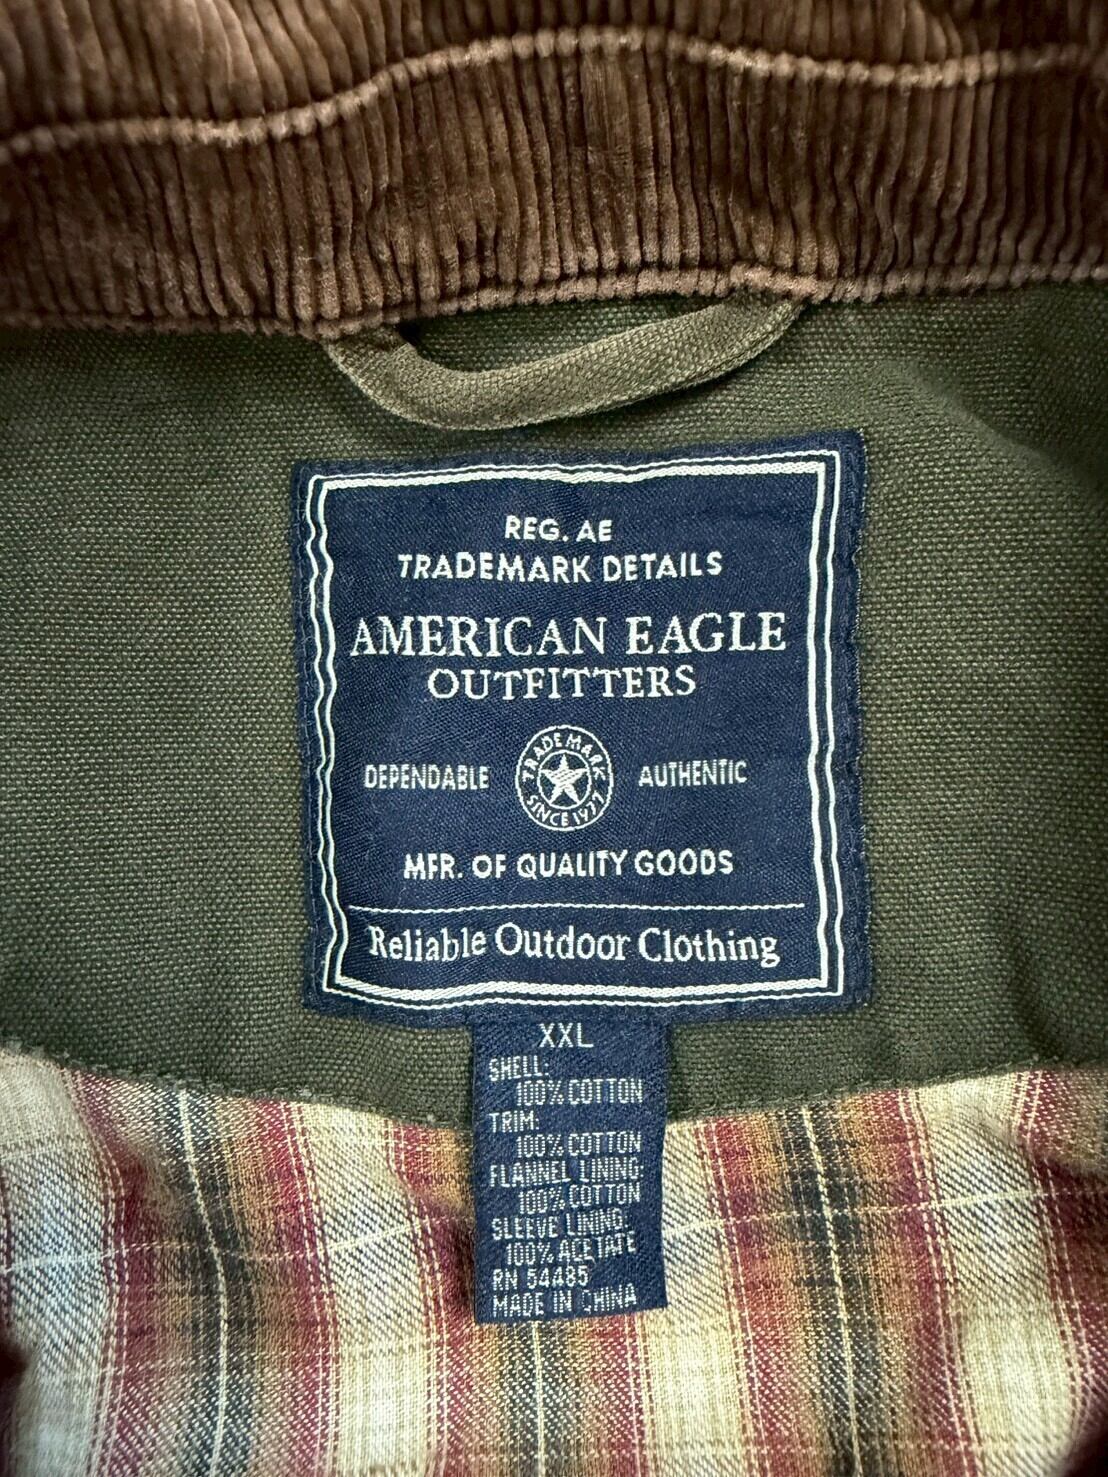 REG. AE
TRADEMARK DETAILS
AMERICAN EAGLE
OUTFITTERS
DEPENDABLE
TRADEMARK
SINCE 1977
AUTHENTIC
MFR. OF QUALITY GOODS
Reliable Outdoor Clothing
XXL
SHELL:
100% COTTON
TRIM:
100% COTTON
FLANNEL LINING:
100% COTTON
SLEEVE LINING:
100% ACETATE
RN 54485
MADE IN CHINA